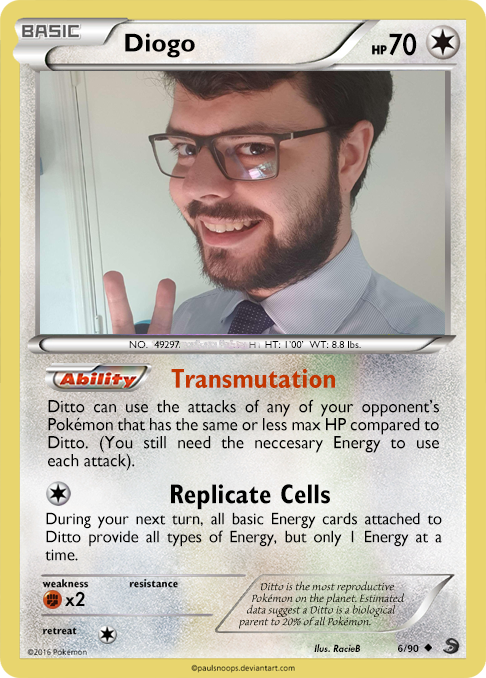 BASIC
Diogo
HP 70
NO. 49297. HT: 1'00' WT: 8.8 lbs.
Ability Transmutation
Ditto can use the attacks of any of your opponent's
Pokémon that has the same or less max HP compared to
Ditto. (You still need the neccesary Energy to use
each attack).
Replicate Cells
During your next turn, all basic Energy cards attached to
Ditto provide all types of Energy, but only 1 Energy at a
time.
weakness
resistance
x2
retreat
Ditto is the most reproductive
Pokémon on the planet. Estimated
data suggest a Ditto is a biological
parent to 20% of all Pokémon.
©2016 Pokémon
Illus. RacieB
6/90
©paulsnoops.deviantart.com